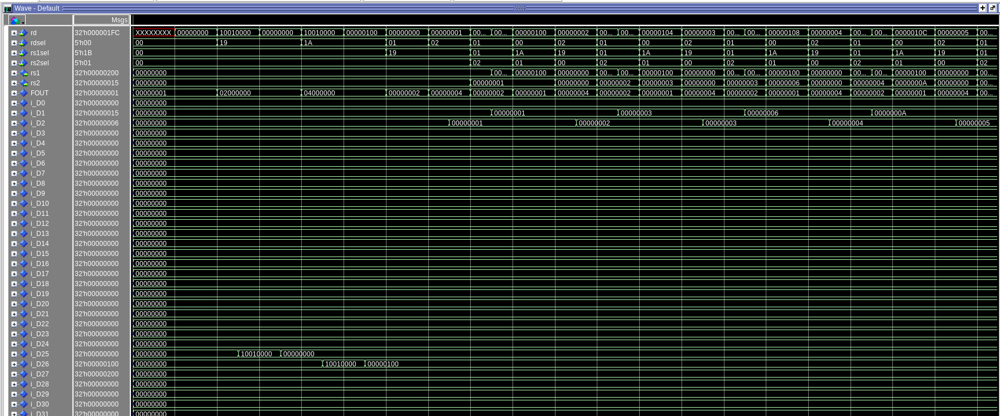 Wave - Default
Msgs
rd 32'h000001FC XXXXXXXX 00000000 10010000 00000000 10010000 00000100 00000000 00000001 00... 00... 00000100 00000002 00... 00... 00000104 00000003 00... 00... 00000108 00000004 00... 00... 0000010C 00000005 00...
rdsel 5'h00 00 19 1A 01 02 01 00 02 01 00 02 01 00 02 01 00 02 01
rs1sel 5'h1B 00 19 01 1A 19 01 1A 19 01 1A 19 01 1A 19 01
rs2sel 5'h01 00 02 01 00 02 01 00 02 01 00 02 01 00 02
rs1 32'h00000200 00000000 00... 00000100 00000000 00... 00... 00000100 00000000 00... 00... 00000100 00000000 00... 00... 00000100 00000000 00...
rs2 32'h00000015 00000000 00000001 00000000 00000002 00000003 00000000 00000003 00000006 00000000 00000004 0000000A 00000000 00...
FOUT 32'h00000001 00000001 02000000 04000000 00000002 00000004 00000002 00000001 00000004 00000002 00000001 00000004 00000002 00000001 00000004 00000002 00000001 00000004 00...
i_D0 32'h00000000 00000000
i_D1 32'h00000015 00000000 00000001 00000003 00000006 0000000A
i_D2 32'h00000006 00000000 00000001 00000002 00000003 00000004 00000005
i_D3 32'h00000000 00000000
i_D4 32'h00000000 00000000
i_D5 32'h00000000 00000000
i_D6 32'h00000000 00000000
i_D7 32'h00000000 00000000
i_D8 32'h00000000 00000000
i_D9 32'h00000000 00000000
i_D10 32'h00000000 00000000
i_D11 32'h00000000 00000000
i_D12 32'h00000000 00000000
i_D13 32'h00000000 00000000
i_D14 32'h00000000 00000000
i_D15 32'h00000000 00000000
i_D16 32'h00000000 00000000
i_D17 32'h00000000 00000000
i_D18 32'h00000000 00000000
i_D19 32'h00000000 00000000
i_D20 32'h00000000 00000000
i_D21 32'h00000000 00000000
i_D22 32'h00000000 00000000
i_D23 32'h00000000 00000000
i_D24 32'h00000000 00000000
i_D25 32'h00000000 00000000 10010000 00000000
i_D26 32'h00000100 00000000 10010000 00000100
i_D27 32'h00000200 00000000
i_D28 32'h00000000 00000000
i_D29 32'h00000000 00000000
i_D30 32'h00000000 00000000
i_D31 32'h00000000 00000000